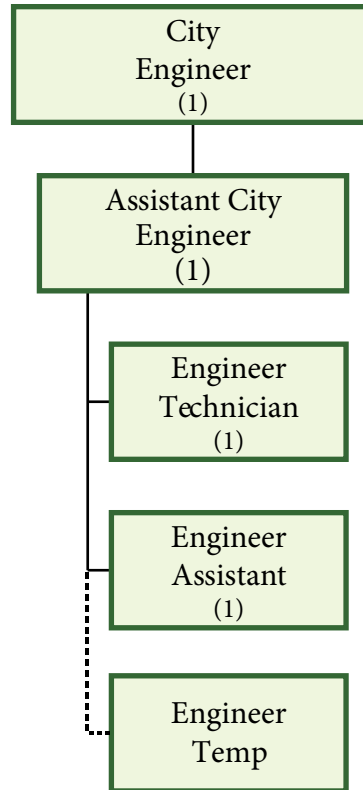 City
Engineer
(1)
Assistant City
Engineer
(1)
Engineer
Technician
(1)
Engineer
Assistant
(1)
Engineer
Temp